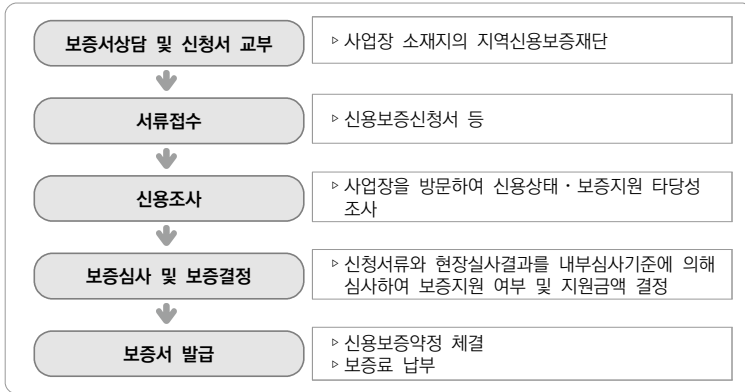 보증서상담 및 신청서 교부
▹사업장 소재지의 지역신용보증재단
서류접수
▹신용보증신청서 등
신용조사
▹사업장을 방문하여 신용상태·보증지원 타당성
조사
보증심사 및 보증결정
▹신청서류와 현장실사결과를 내부심사기준에 의해
심사하여 보증지원 여부 및 지원금액 결정
보증서 발급
▹신용보증약정 체결
▹보증료 납부